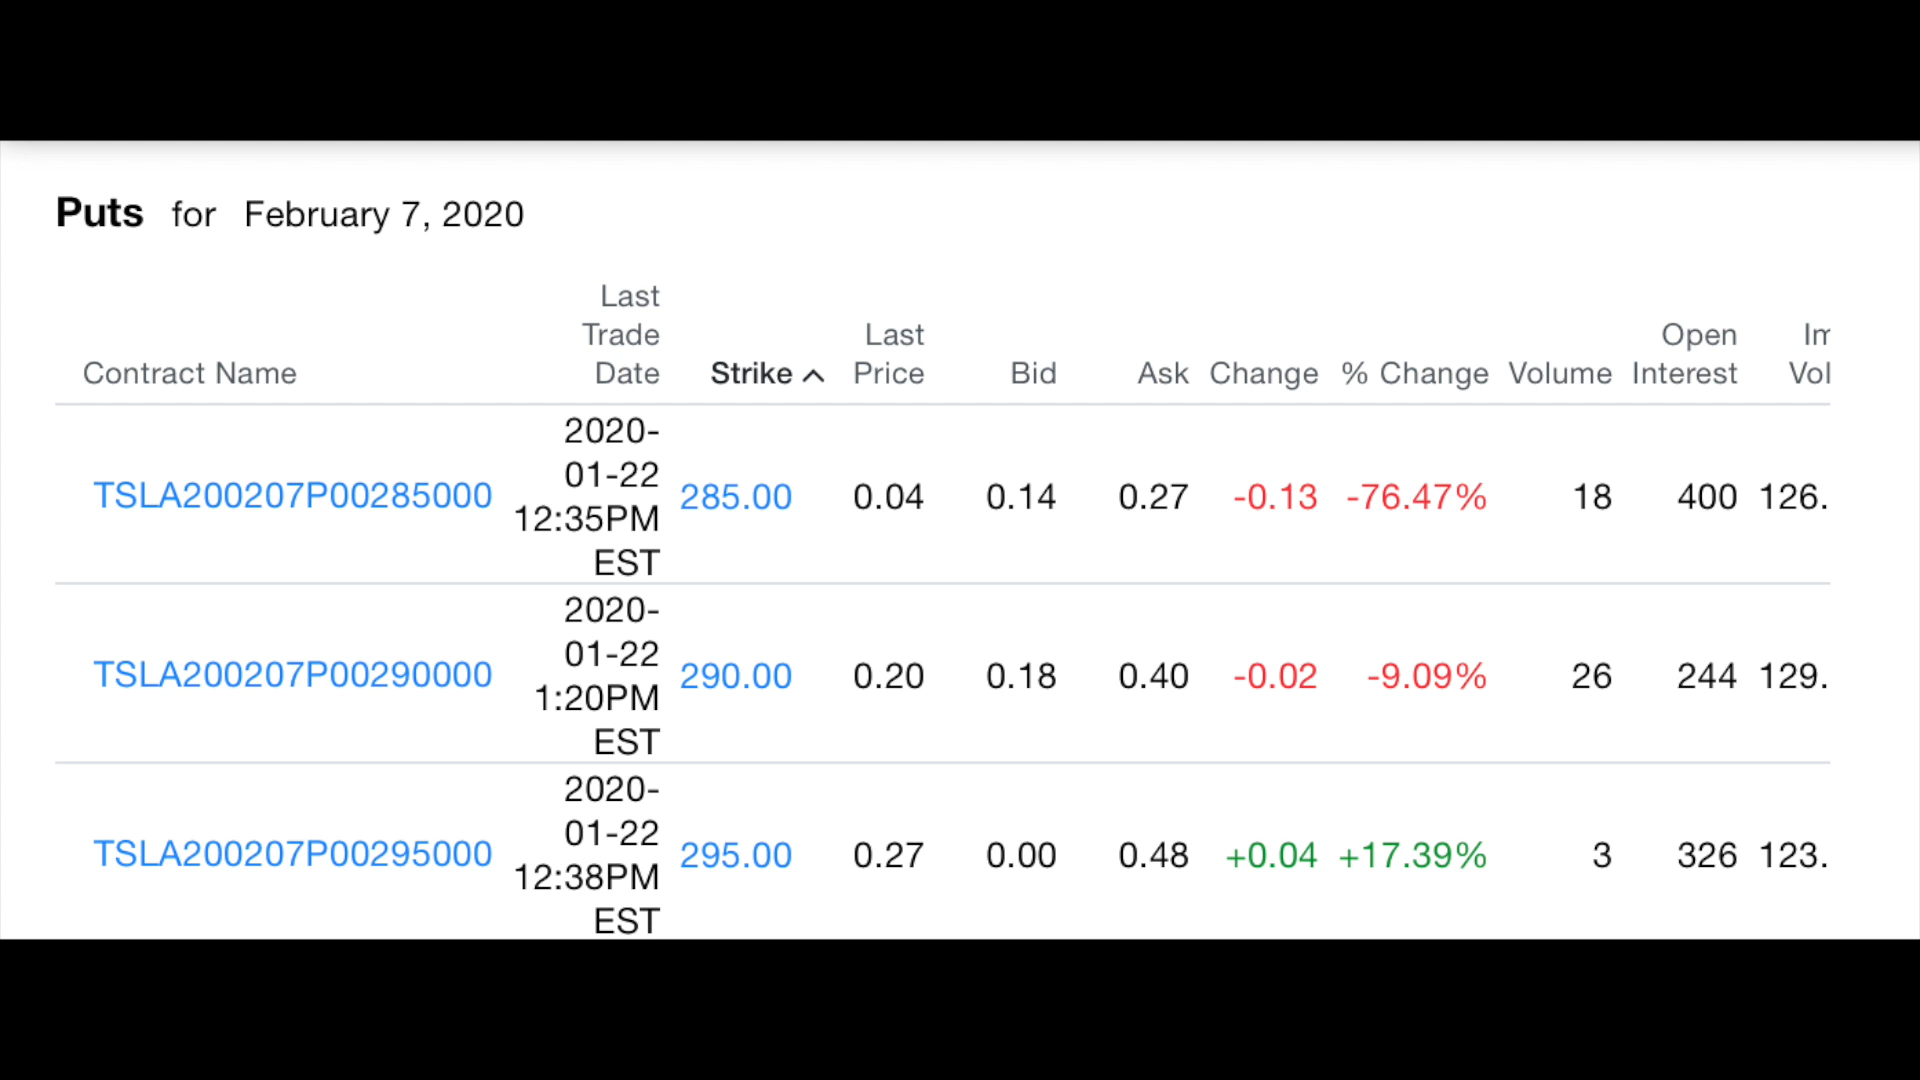 Puts for February 7, 2020
Contract Name Last Trade Date Strike Last Price Bid Ask Change % Change Volume Open Interest Im Vol
TSLA200207P00285000 2020-01-22 12:35PM EST 285.00 0.04 0.14 0.27 -0.13 -76.47% 18 400 126.
TSLA200207P00290000 2020-01-22 1:20PM EST 290.00 0.20 0.18 0.40 -0.02 -9.09% 26 244 129.
TSLA200207P00295000 2020-01-22 12:38PM EST 295.00 0.27 0.00 0.48 +0.04 +17.39% 3 326 123.